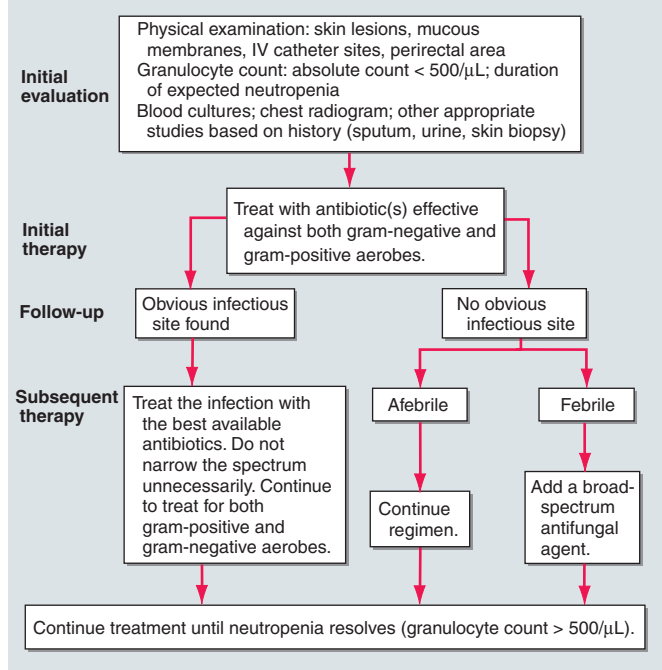 Initial
evaluation
Physical examination: skin lesions, mucous
membranes, IV catheter sites, perirectal area
Granulocyte count: absolute count < 500/μL; duration
of expected neutropenia
Blood cultures; chest radiogram; other appropriate
studies based on history (sputum, urine, skin biopsy)
Initial
therapy
Treat with antibiotic(s) effective
against both gram-negative and
gram-positive aerobes.
Follow-up
Obvious infectious
site found
No obvious
infectious site
Subsequent
therapy
Treat the infection with
the best available
antibiotics. Do not
narrow the spectrum
unnecessarily. Continue
to treat for both
gram-positive and
gram-negative aerobes.
Afebrile
Febrile
Continue
regimen.
Add a broad-
spectrum
antifungal
agent.
Continue treatment until neutropenia resolves (granulocyte count > 500/μL).